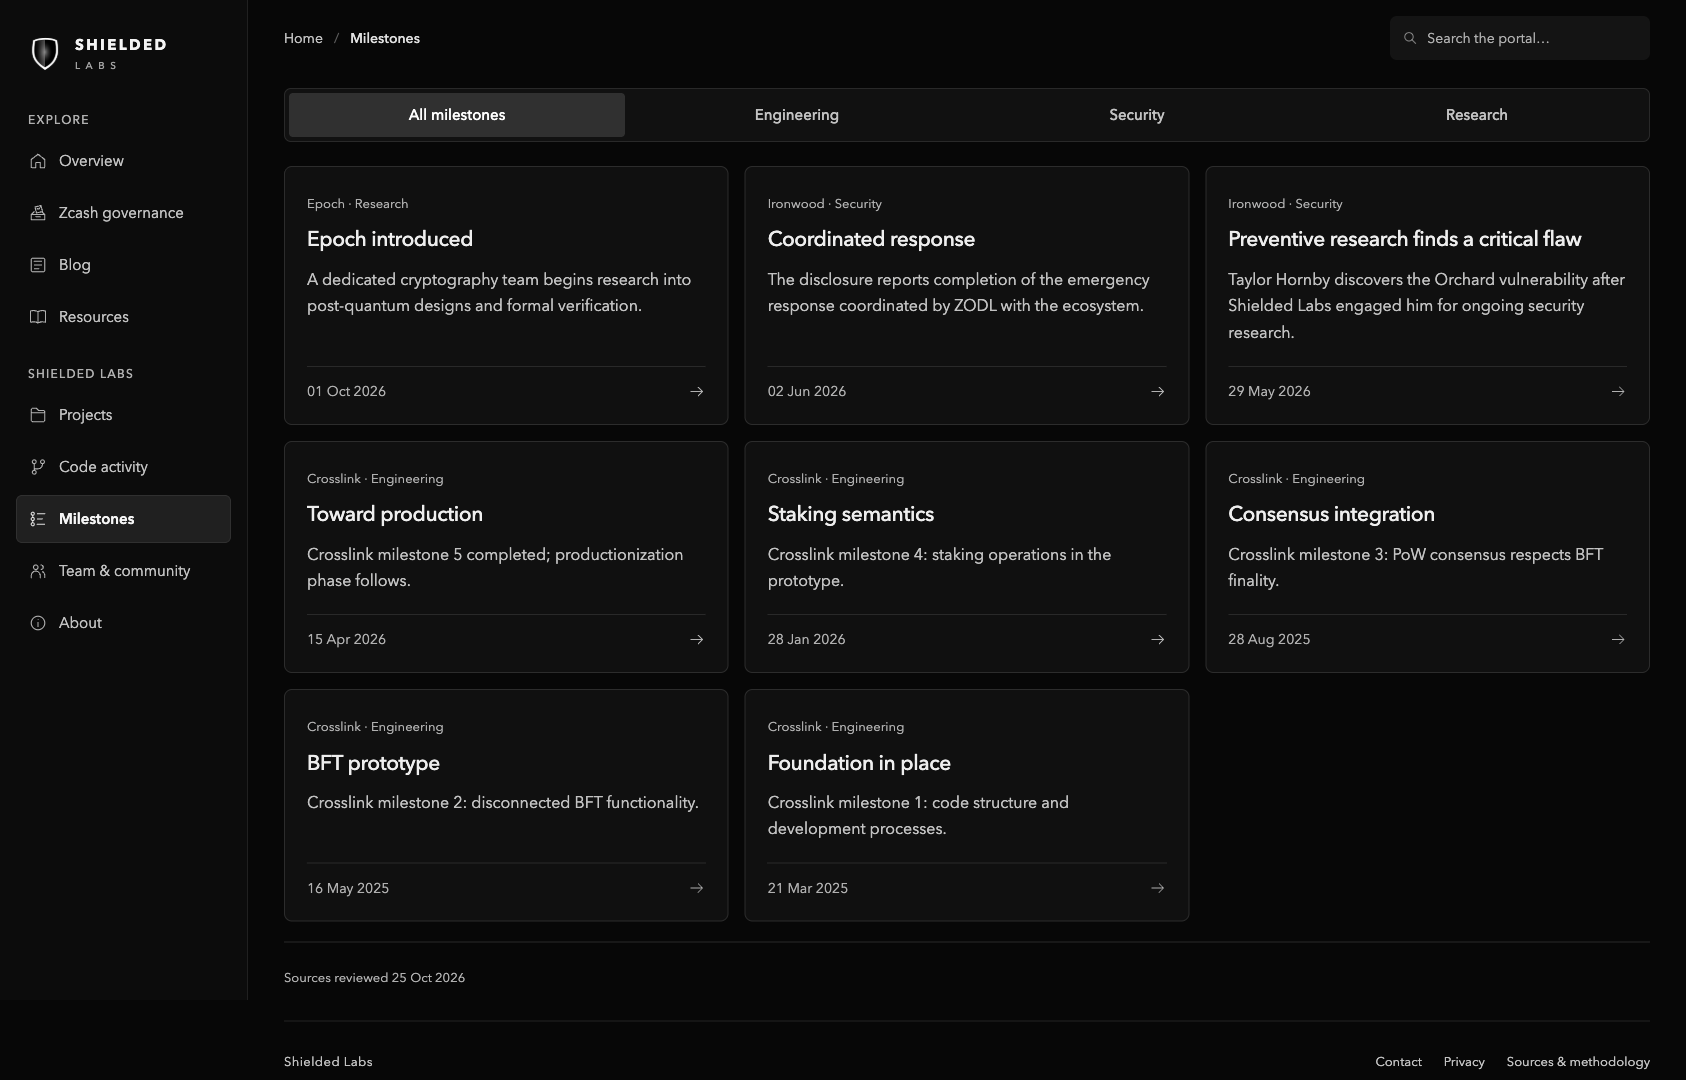 SHIELDED
LABS
EXPLORE
Overview
Zcash governance
Blog
Resources
SHIELDED LABS
Projects
Code activity
Milestones
Team & community
About
Home / Milestones
Search the portal…
All milestones
Engineering
Security
Research
Epoch · Research
Epoch introduced
A dedicated cryptography team begins research into
post-quantum designs and formal verification.
01 Oct 2026
Ironwood · Security
Coordinated response
The disclosure reports completion of the emergency
response coordinated by ZODL with the ecosystem.
02 Jun 2026
Ironwood · Security
Preventive research finds a critical flaw
Taylor Hornby discovers the Orchard vulnerability after
Shielded Labs engaged him for ongoing security
research.
29 May 2026
Crosslink · Engineering
Toward production
Crosslink milestone 5 completed; productionization
phase follows.
15 Apr 2026
Crosslink · Engineering
Staking semantics
Crosslink milestone 4: staking operations in the
prototype.
28 Jan 2026
Crosslink · Engineering
Consensus integration
Crosslink milestone 3: PoW consensus respects BFT
finality.
28 Aug 2025
Crosslink · Engineering
BFT prototype
Crosslink milestone 2: disconnected BFT functionality.
16 May 2025
Crosslink · Engineering
Foundation in place
Crosslink milestone 1: code structure and
development processes.
21 Mar 2025
Sources reviewed 25 Oct 2026
Shielded Labs
Contact
Privacy
Sources & methodology